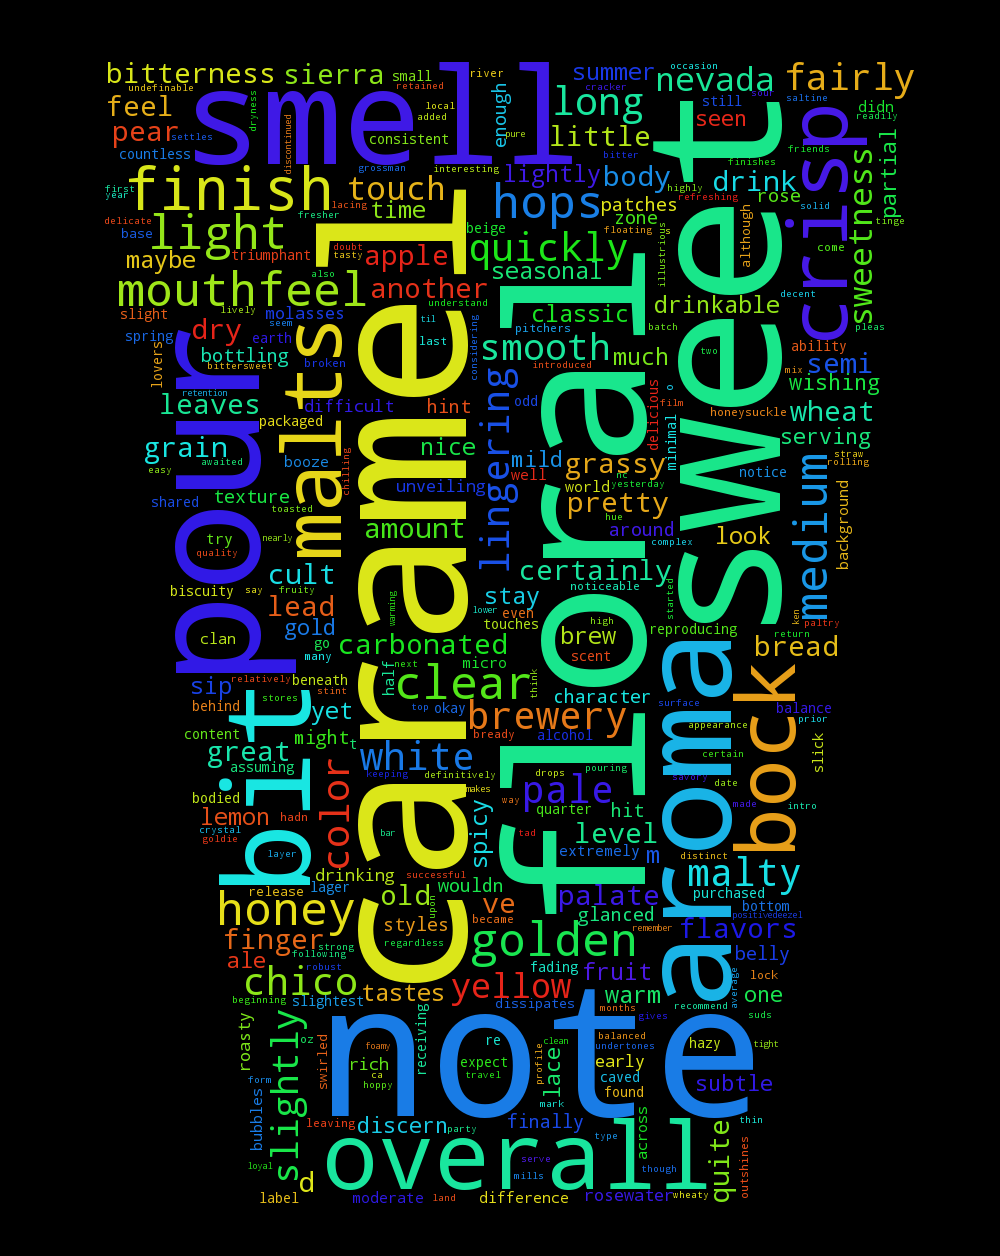 smell
sweet
caramel
floral
note
aroma
overall
pour
bit
malts
finish
crisp
bock
light
mouthfeel
hops
quickly
smooth
clear
brewery
golden
honey
chico
yellow
pale
white
color
medium
lingering
slightly
malty
flavors
palate
sweetness
bitterness
sierra
small
retained
river
undefinable
feel
pear
settles
countless
dryness
discontinued
local
added
consistent
enough
pure
summer
cracker
occasion
nevada
fairly
long
little
still
sour
saltine
seen
didn
readily
bitter
finishes
friends
partial
grossman
interesting
lightly
body
drink
highly
refreshing
rose
solid
tinge
first
year
lacing
touch
fresher
time
patches
zone
floating
although
delicate
base
doubt
tasty
beige
illustrious
come
maybe
triumphant
apple
seasonal
another
also
understand
drinkable
decent
slight
lively
molasses
til
classic
pitchers
batch
pleas
spring
dry
seem
earth
last
considering
much
two
ability
lovers
bottling
bittersweet
broken
introduced
semi
mix
wishing
retention
leaves
difficult
hint
odd
delicious
film
o
honeysuckle
wheat
packaged
minimal
serving
grain
awaited
easy
booze
chilling
nice
mild
well
grassy
nc
yesterday
notice
straw
rolling
shared
texture
toasted
unveiling
world
pretty
hue
around
background
amount
look
try
quality
nearly
complex
certainly
biscuity
say
fruity
cult
warming
stay
noticeable
started
lead
lower
even
touches
high
ken
paltry
clan
gold
go
brew
reproducing
return
carbonated
many
scent
bread
half
next
micro
think
relatively
beneath
stint
sip
character
surface
balance
behind
stores
yet
top
okay
appearance
prior
content
might
t
bready
alcohol
slick
great
assuming
keeping
definitively
drops
pouring
certain
savory
date
bodied
makes
way
quarter
hit
made
intro
lemon
hadn
spicy
level
crystal
goldie
bar
tad
layer
extremely
m
distinct
drinking
successful
release
lager
old
wouldn
purchased
upon
ve
bottom
styles
became
glanced
remember
positivedeezel
finger
regardless
strong
following
belly
ale
robust
fading
fruit
average
lock
beginning
slightest
tastes
dissipates
warm
recommend
one
months
gives
suds
oz
receiving
re
clean
balanced
undertones
hazy
tight
roasty
swirled
foamy
rich
ca
hoppy
expect
travel
profile
lace
early
caved
found
form
subtle
bubbles
mark
leaving
discern
party
finally
type
across
thin
quite
outshines
loyal
serve
mills
though
d
label
moderate
land
difference
rosewater
wheaty